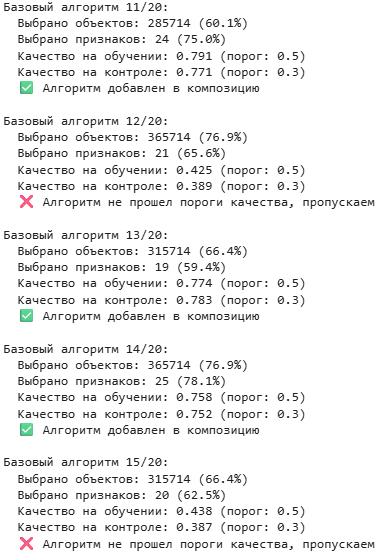 Базовый алгоритм 11/20:
Выбрано объектов: 285714 (60.1%)
Выбрано признаков: 24 (75.0%)
Качество на обучении: 0.791 (порог: 0.5)
Качество на контроле: 0.771 (порог: 0.3)
✅ Алгоритм добавлен в композицию
Базовый алгоритм 12/20:
Выбрано объектов: 365714 (76.9%)
Выбрано признаков: 21 (65.6%)
Качество на обучении: 0.425 (порог: 0.5)
Качество на контроле: 0.389 (порог: 0.3)
❌ Алгоритм не прошел пороги качества, пропускаем
Базовый алгоритм 13/20:
Выбрано объектов: 315714 (66.4%)
Выбрано признаков: 19 (59.4%)
Качество на обучении: 0.774 (порог: 0.5)
Качество на контроле: 0.783 (порог: 0.3)
✅ Алгоритм добавлен в композицию
Базовый алгоритм 14/20:
Выбрано объектов: 365714 (76.9%)
Выбрано признаков: 25 (78.1%)
Качество на обучении: 0.758 (порог: 0.5)
Качество на контроле: 0.752 (порог: 0.3)
✅ Алгоритм добавлен в композицию
Базовый алгоритм 15/20:
Выбрано объектов: 315714 (66.4%)
Выбрано признаков: 20 (62.5%)
Качество на обучении: 0.438 (порог: 0.5)
Качество на контроле: 0.387 (порог: 0.3)
❌ Алгоритм не прошел пороги качества, пропускаем